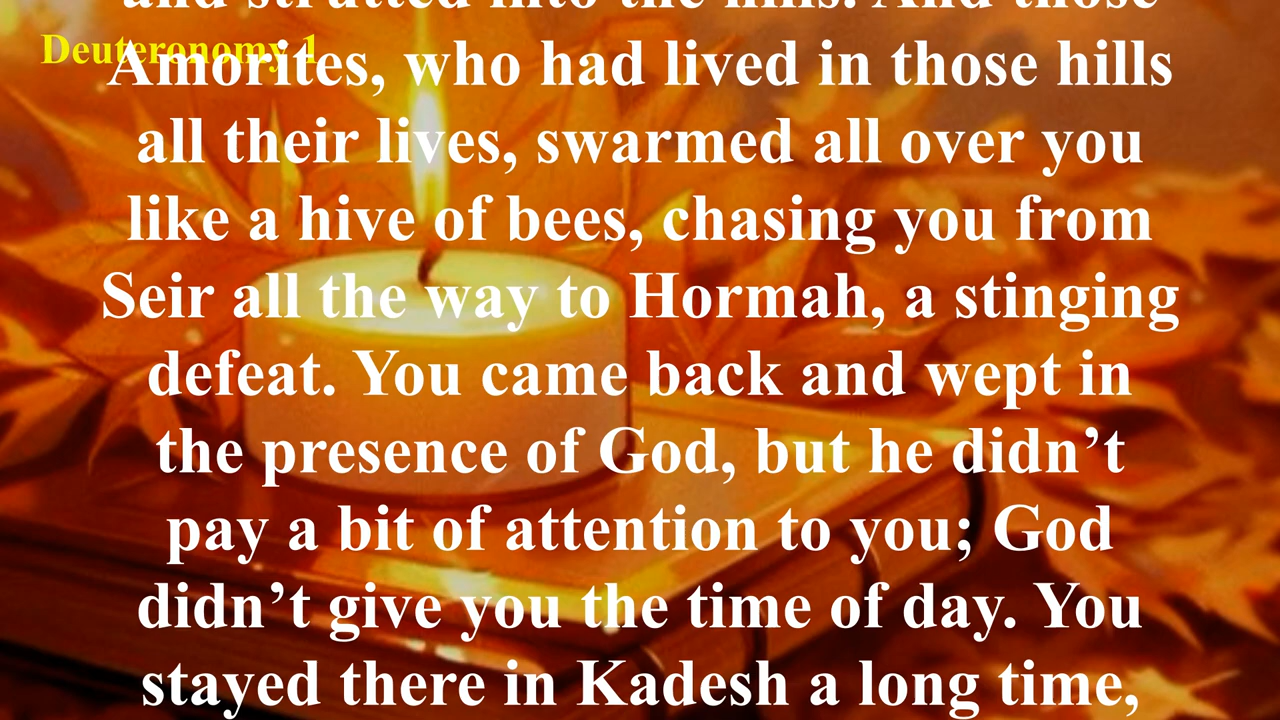 and strutted into the hills. And those
Deuteronomy 1
Amorites, who had lived in those hills
all their lives, swarmed all over you
like a hive of bees, chasing you from
Seir all the way to Hormah, a stinging
defeat. You came back and wept in
the presence of God, but he didn’t
pay a bit of attention to you; God
didn’t give you the time of day. You
stayed there in Kadesh a long time,